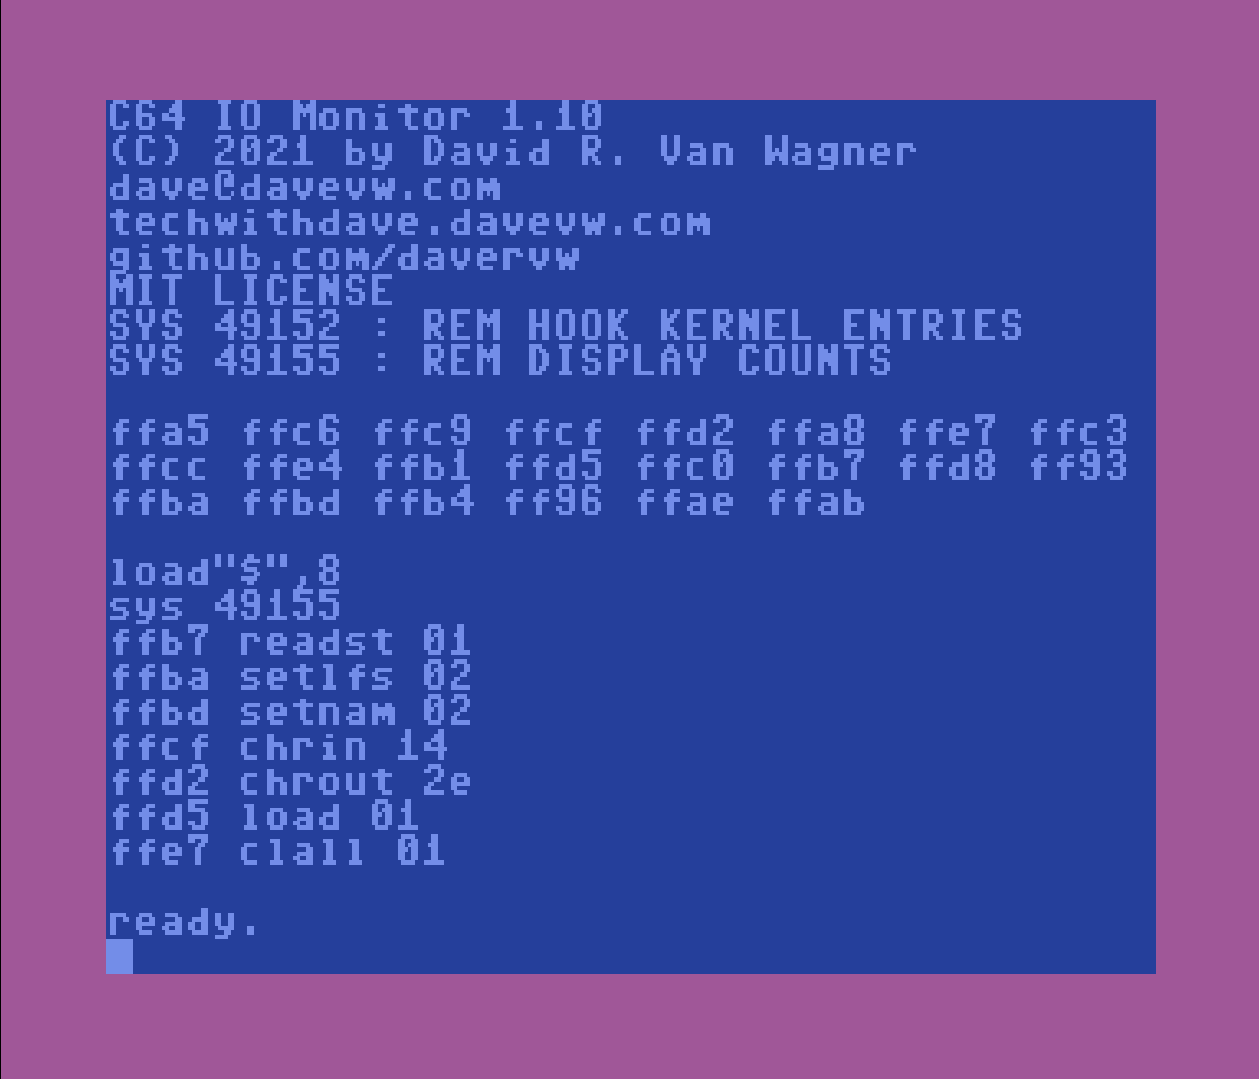 C64 IO Monitor 1.10
(C) 2021 by David R. Van Wagner
dave@davevw.com
techwithdave.davevw.com
github.com/davervw
MIT LICENSE
SYS 49152 : REM HOOK KERNEL ENTRIES
SYS 49155 : REM DISPLAY COUNTS
ffa5 ffc6 ffc9 ffcf ffd2 ffa8 ffe7 ffc3
ffcc ffe4 ffb1 ffd5 ffc0 ffb7 ffd8 ff93
ffba ffbd ffb4 ff96 ffae ffab
load"$",8
sys 49155
ffb7 readst 01
ffba setlfs 02
ffbd setnam 02
ffcf chrin 14
ffd2 chrout 2e
ffd5 load 01
ffe7 clall 01
ready.